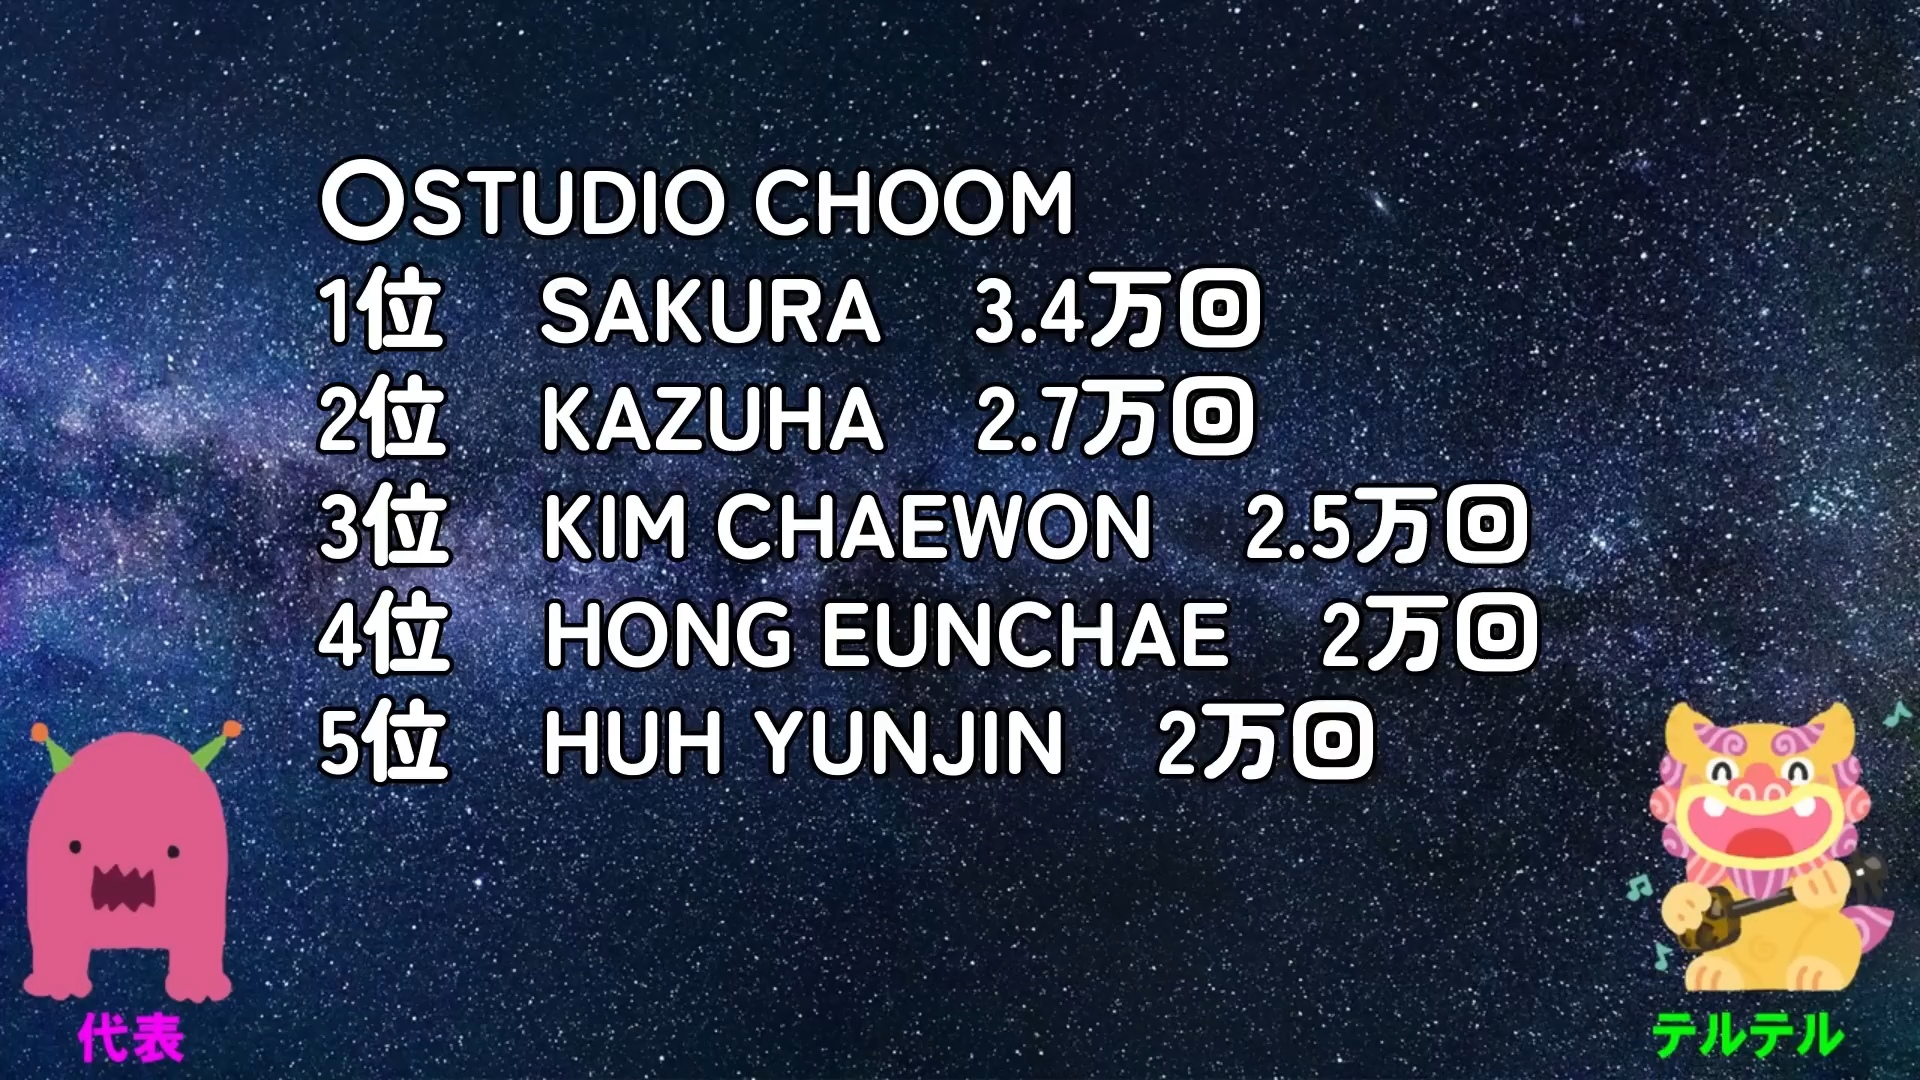 〇STUDIO CHOOM
1位　SAKURA　3.4万回
2位　KAZUHA　2.7万回
3位　KIM CHAEWON　2.5万回
4位　HONG EUNCHAE　2万回
5位　HUH YUNJIN　2万回
代表
テルテル